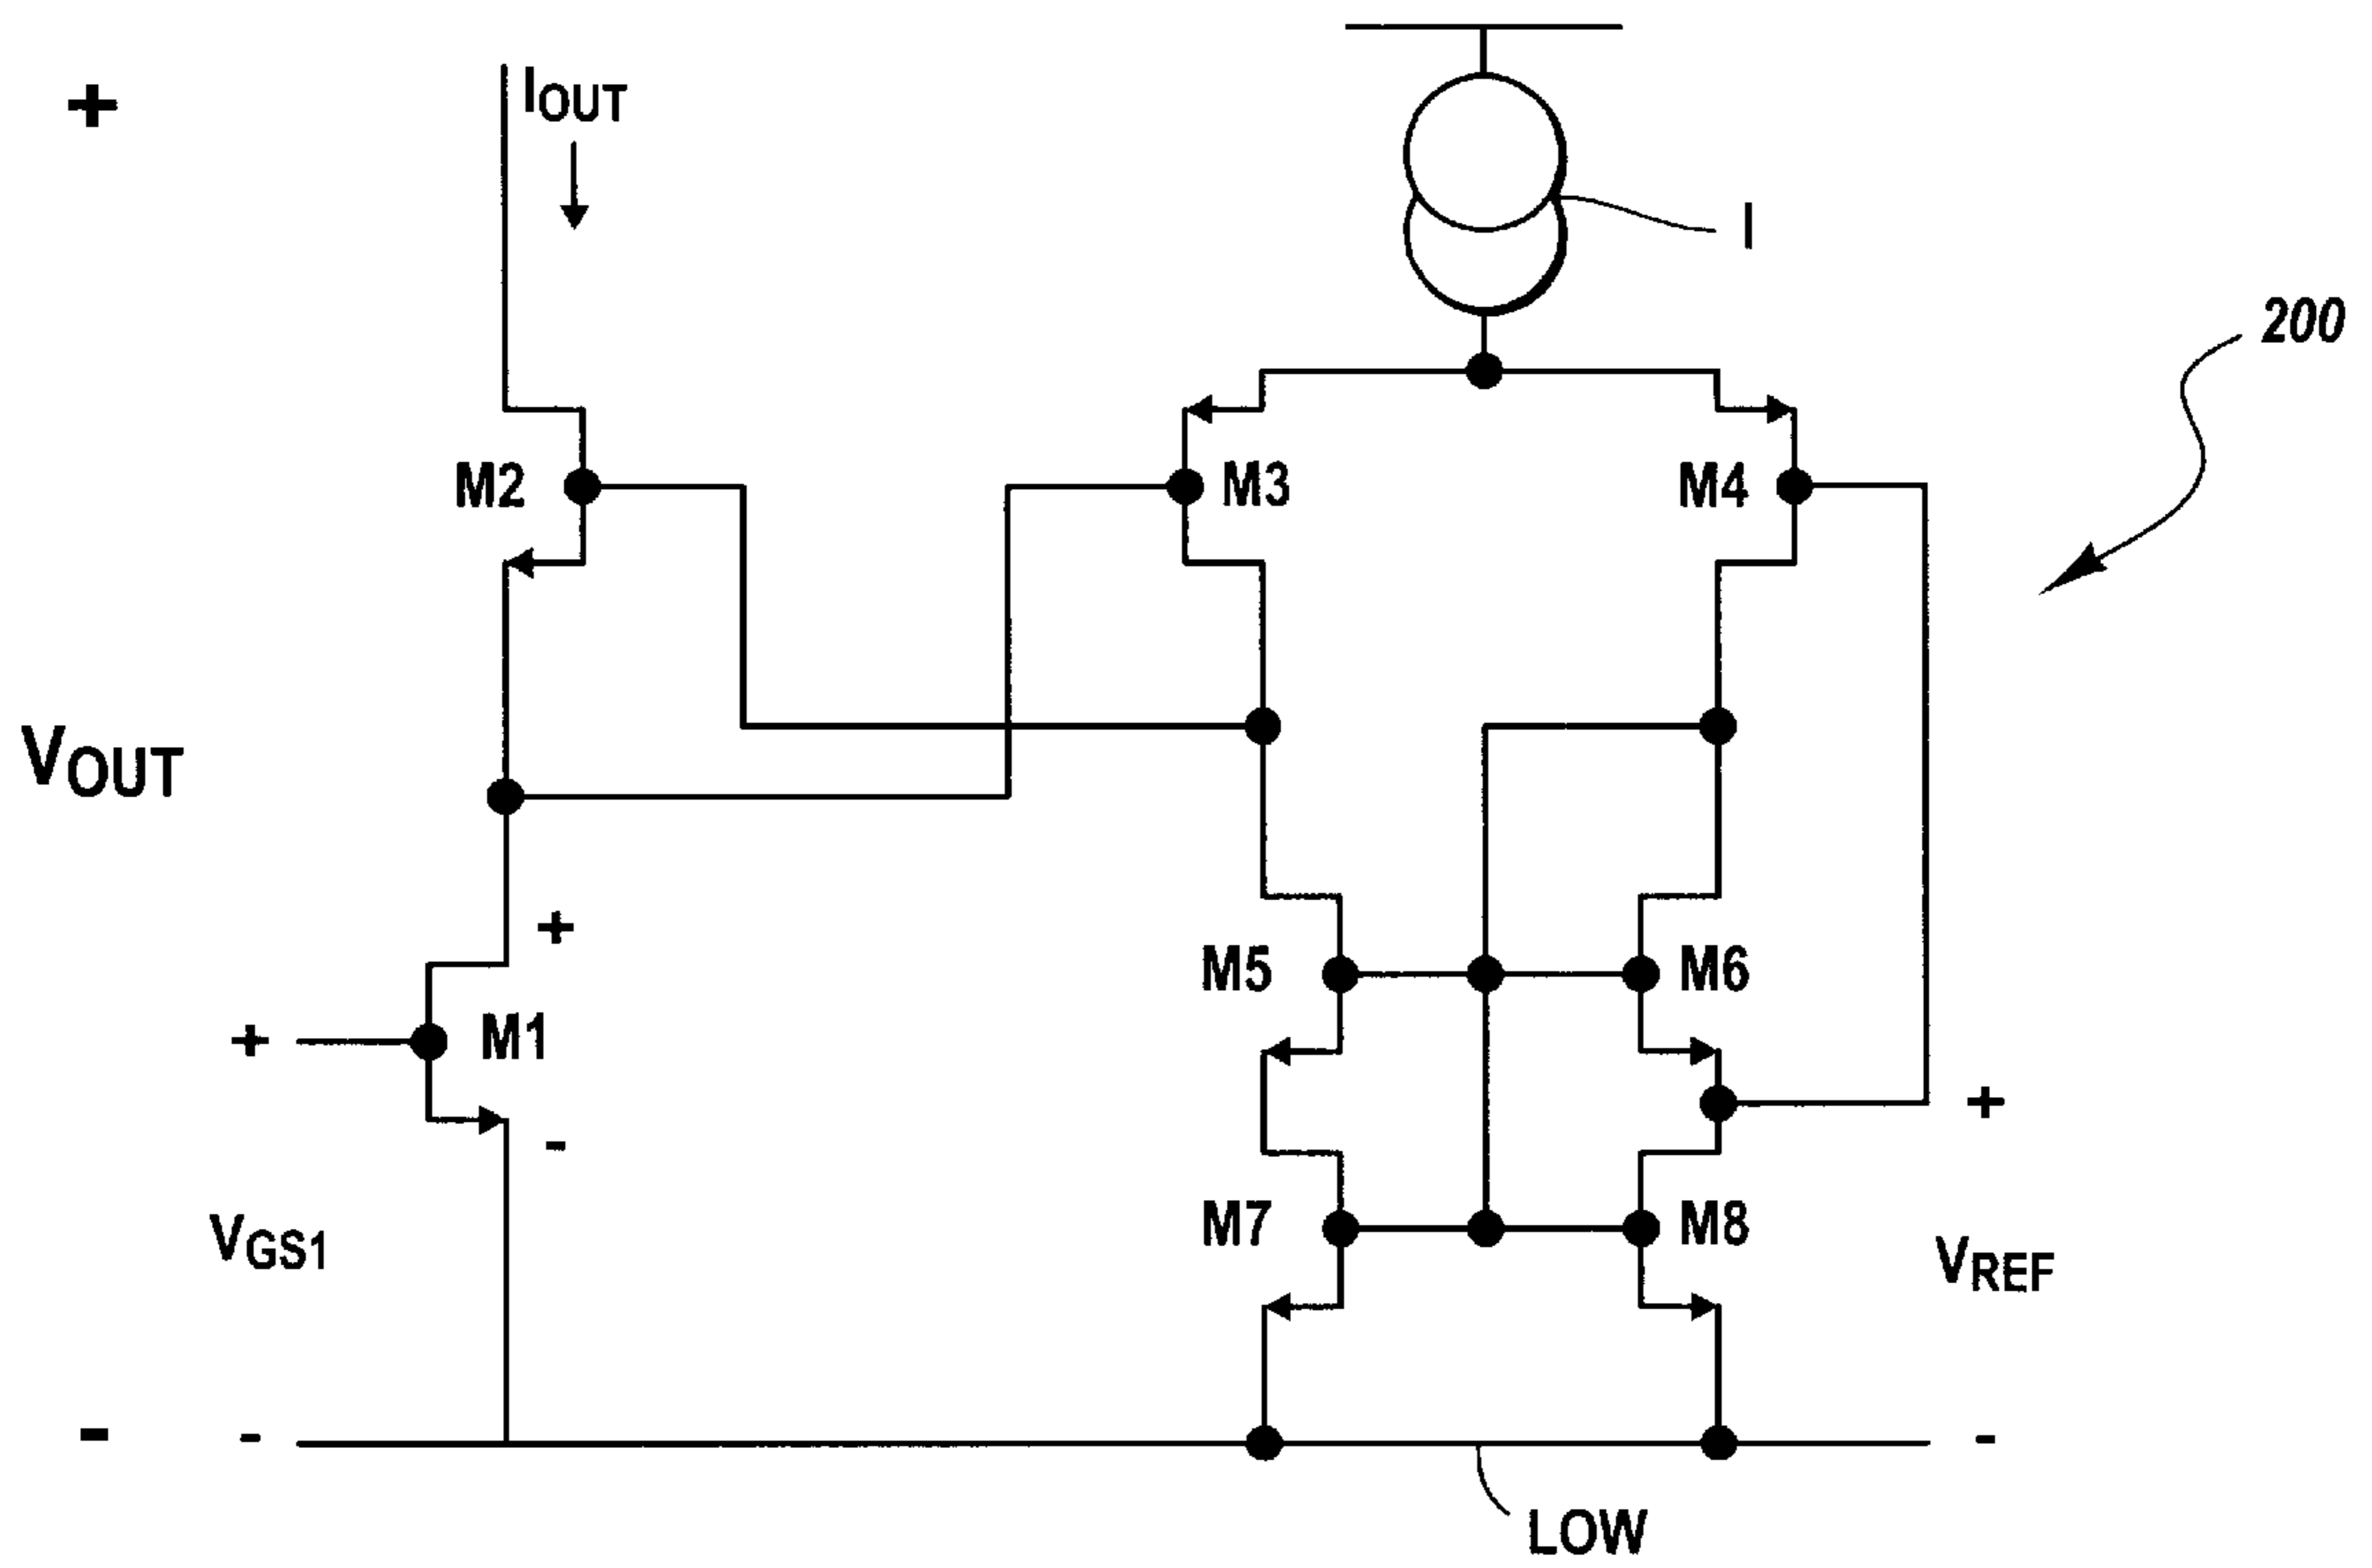 +
IOUT
I
200
M2
M3
M4
VOUT
+
M5
M6
+
M1
-
+
VGS1
M7
M8
VREF
-
-
-
LOW